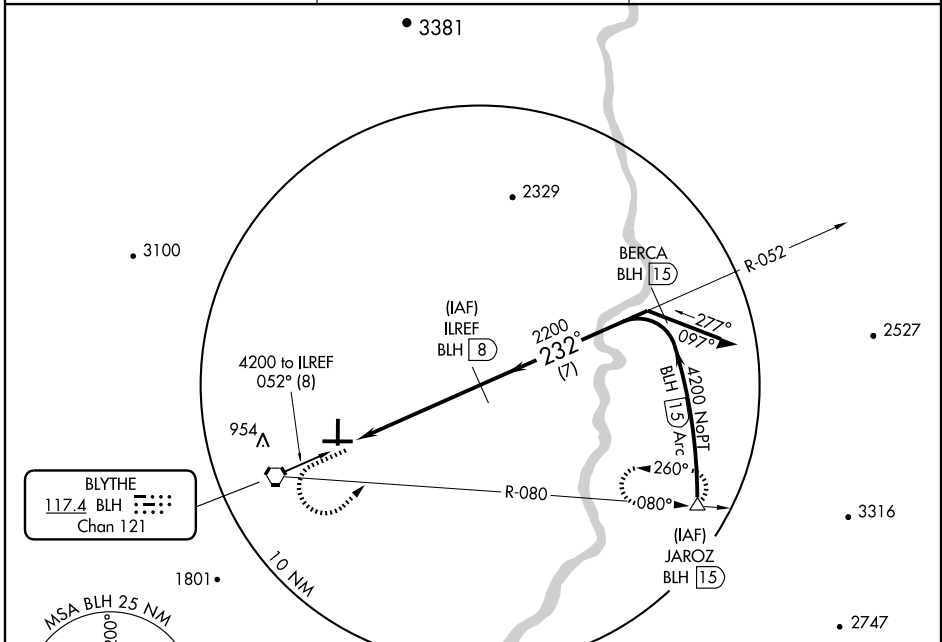 3381
2329
3100
BERCA
BLH 15
R-052
(IAF)
ILREF
BLH 8
2200
232°
(7)
277°
097°
2527
4200 to ILREF
052° (8)
4200 NoPT
BLH 15 Arc
954
BLYTHE
117.4 BLH
Chan 121
R-080
260°
080°
3316
(IAF)
JAROZ
BLH 15
10 NM
1801
MSA BLH 25 NM
200°
2747